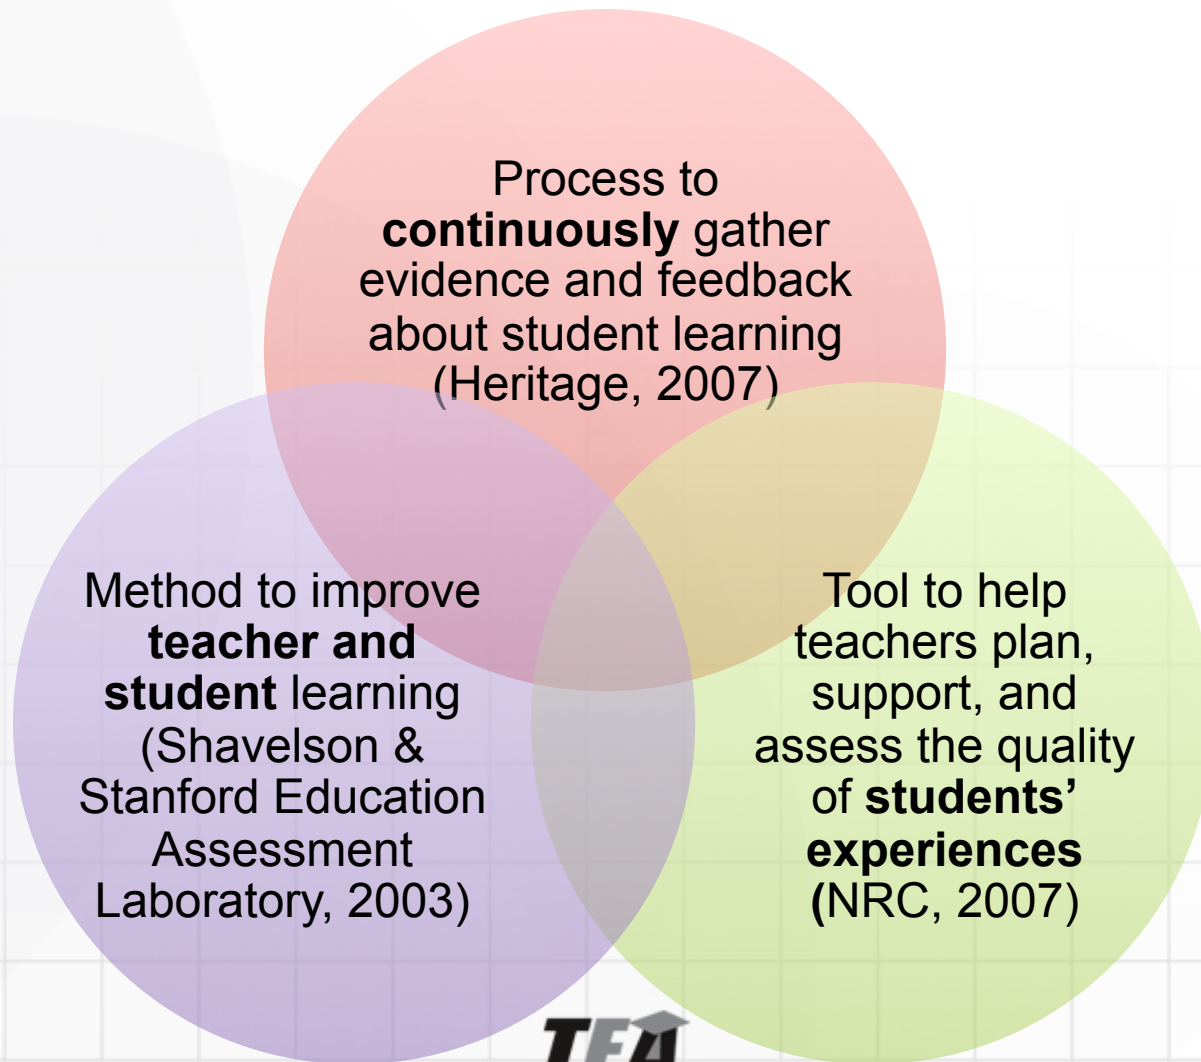 Process to
continuously gather
evidence and feedback
about student learning
(Heritage, 2007)
Method to improve
teacher and
student learning
(Shavelson &
Stanford Education
Assessment
Laboratory, 2003)
Tool to help
teachers plan,
support, and
assess the quality
of students’
experiences
(NRC, 2007)
TFA